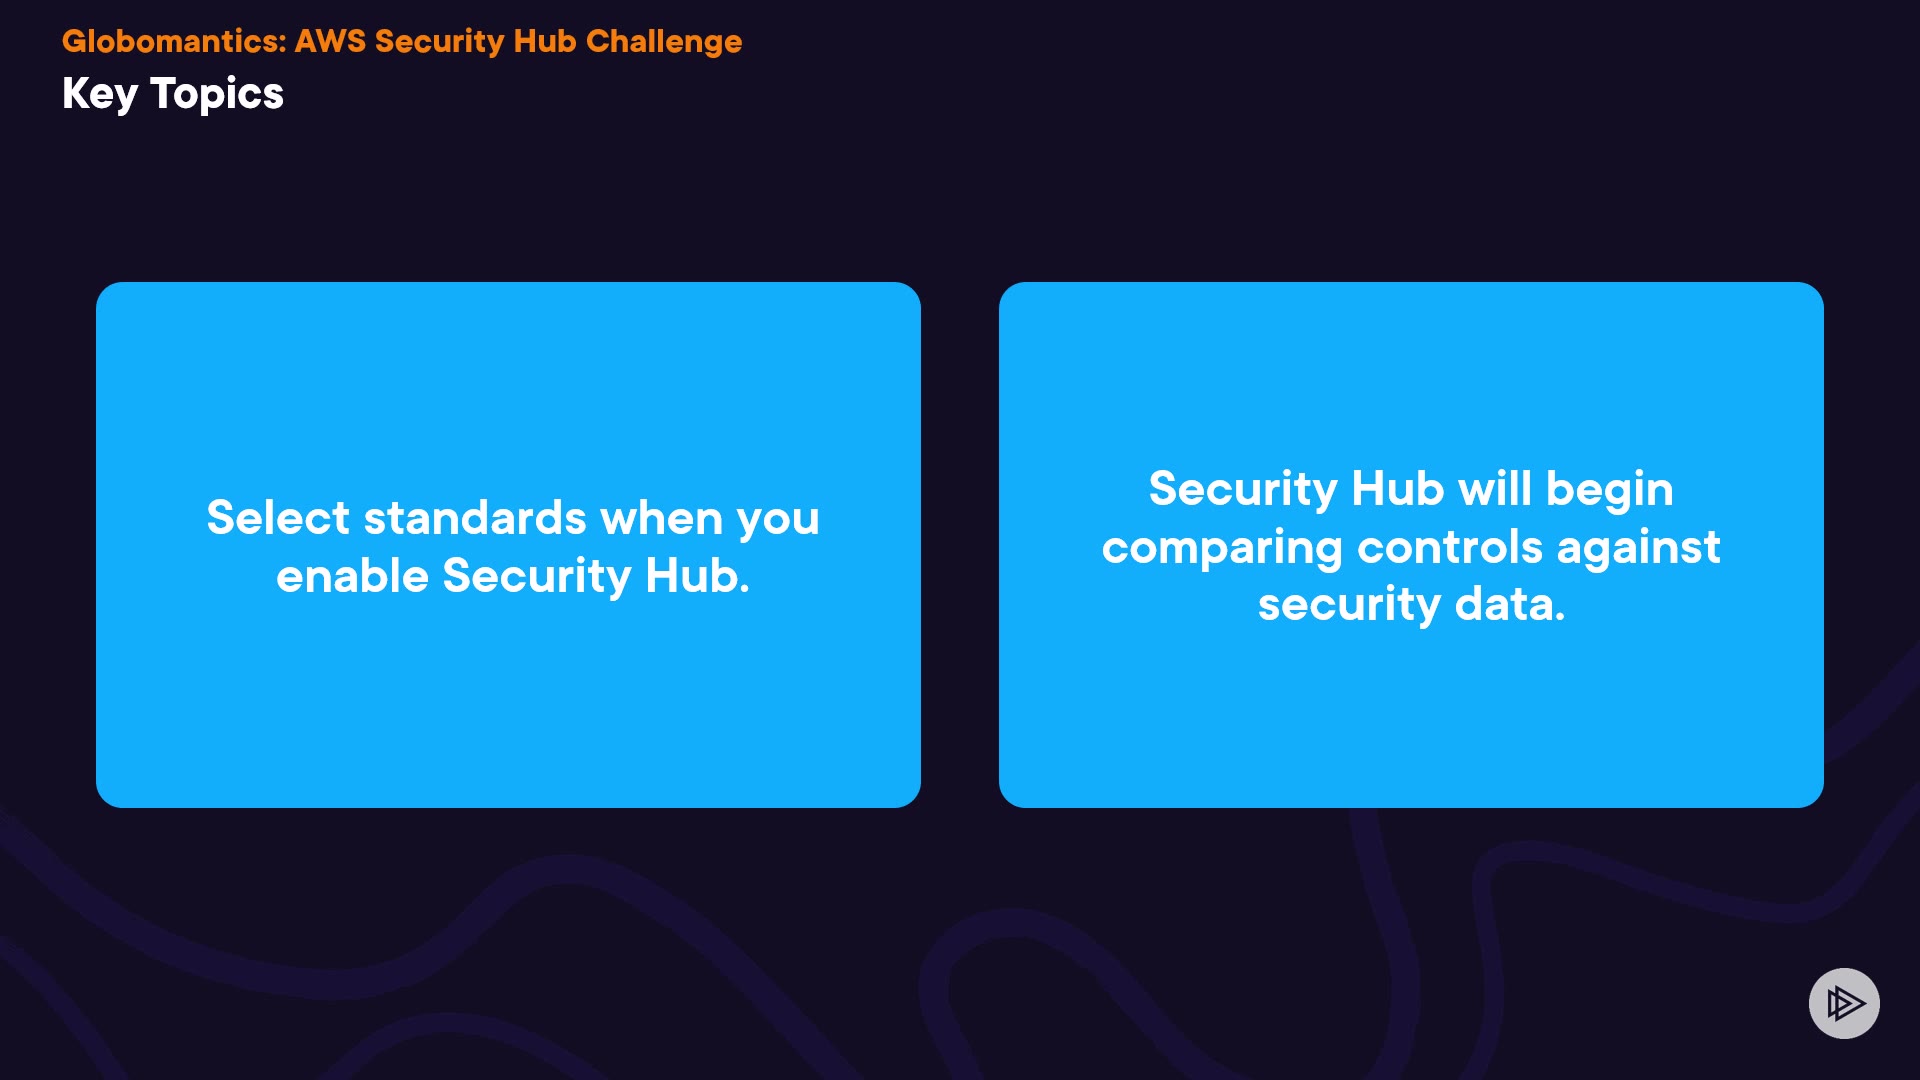 Globomantics: AWS Security Hub Challenge
Key Topics
Select standards when you
enable Security Hub.
Security Hub will begin
comparing controls against
security data.